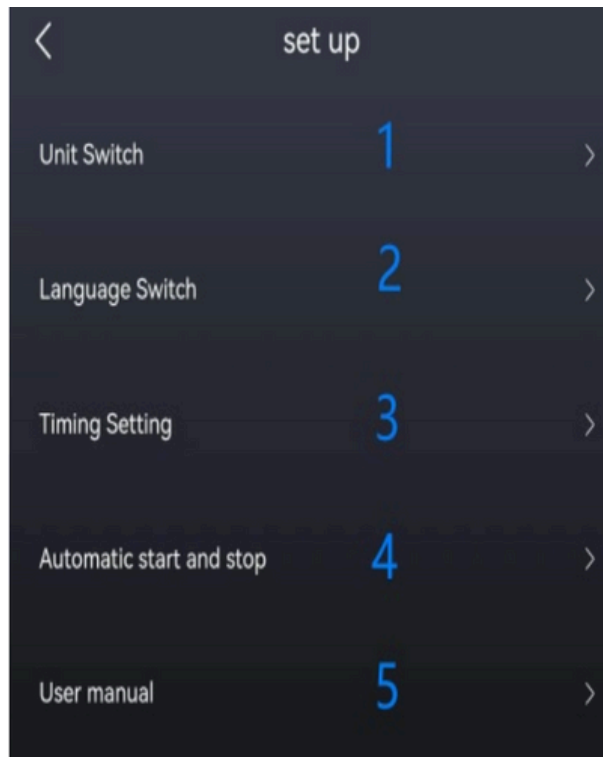 set up
Unit Switch 1
Language Switch 2
Timing Setting 3
Automatic start and stop 4
User manual 5